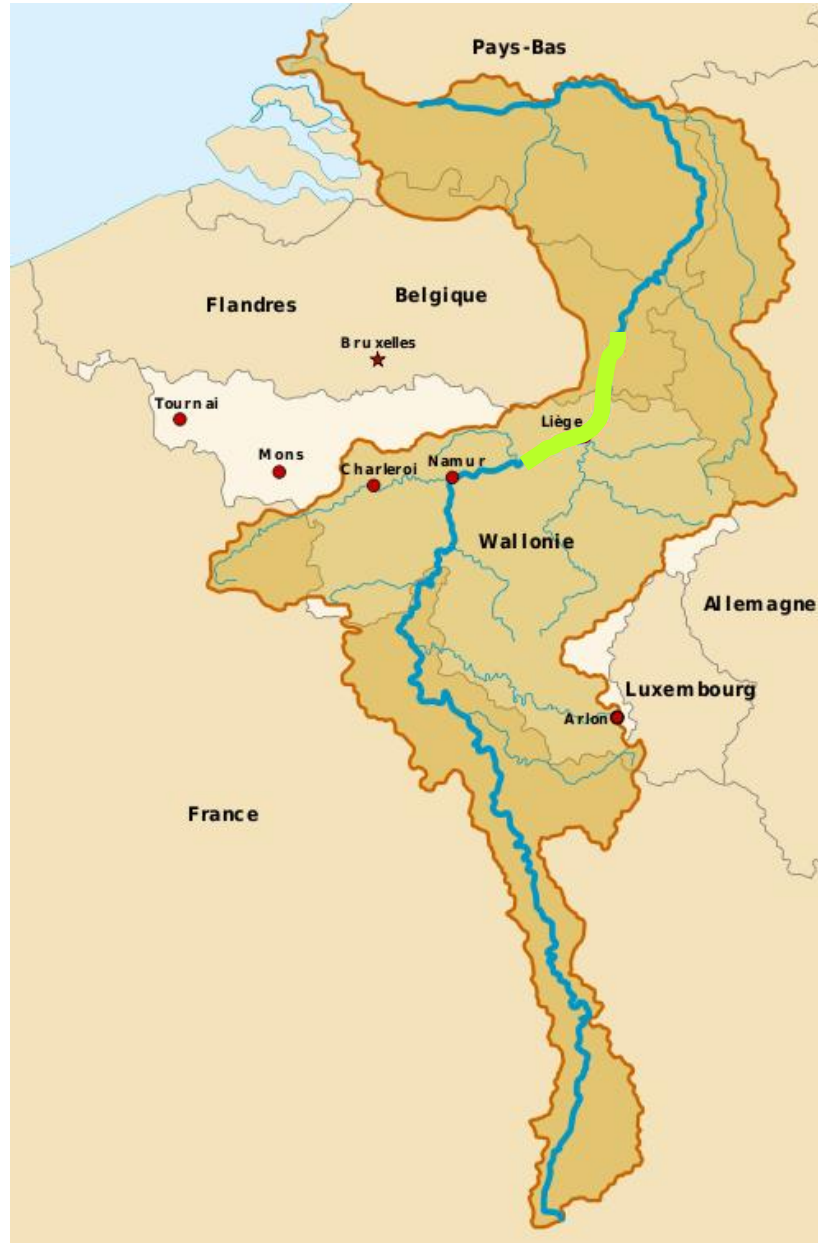 Pays-Bas
Flandres
Belgique
Bruxelles
Tournai
Liège
Mons
Charleroi
Namur
Wallonie
Allemagne
Luxembourg
Arlon
France